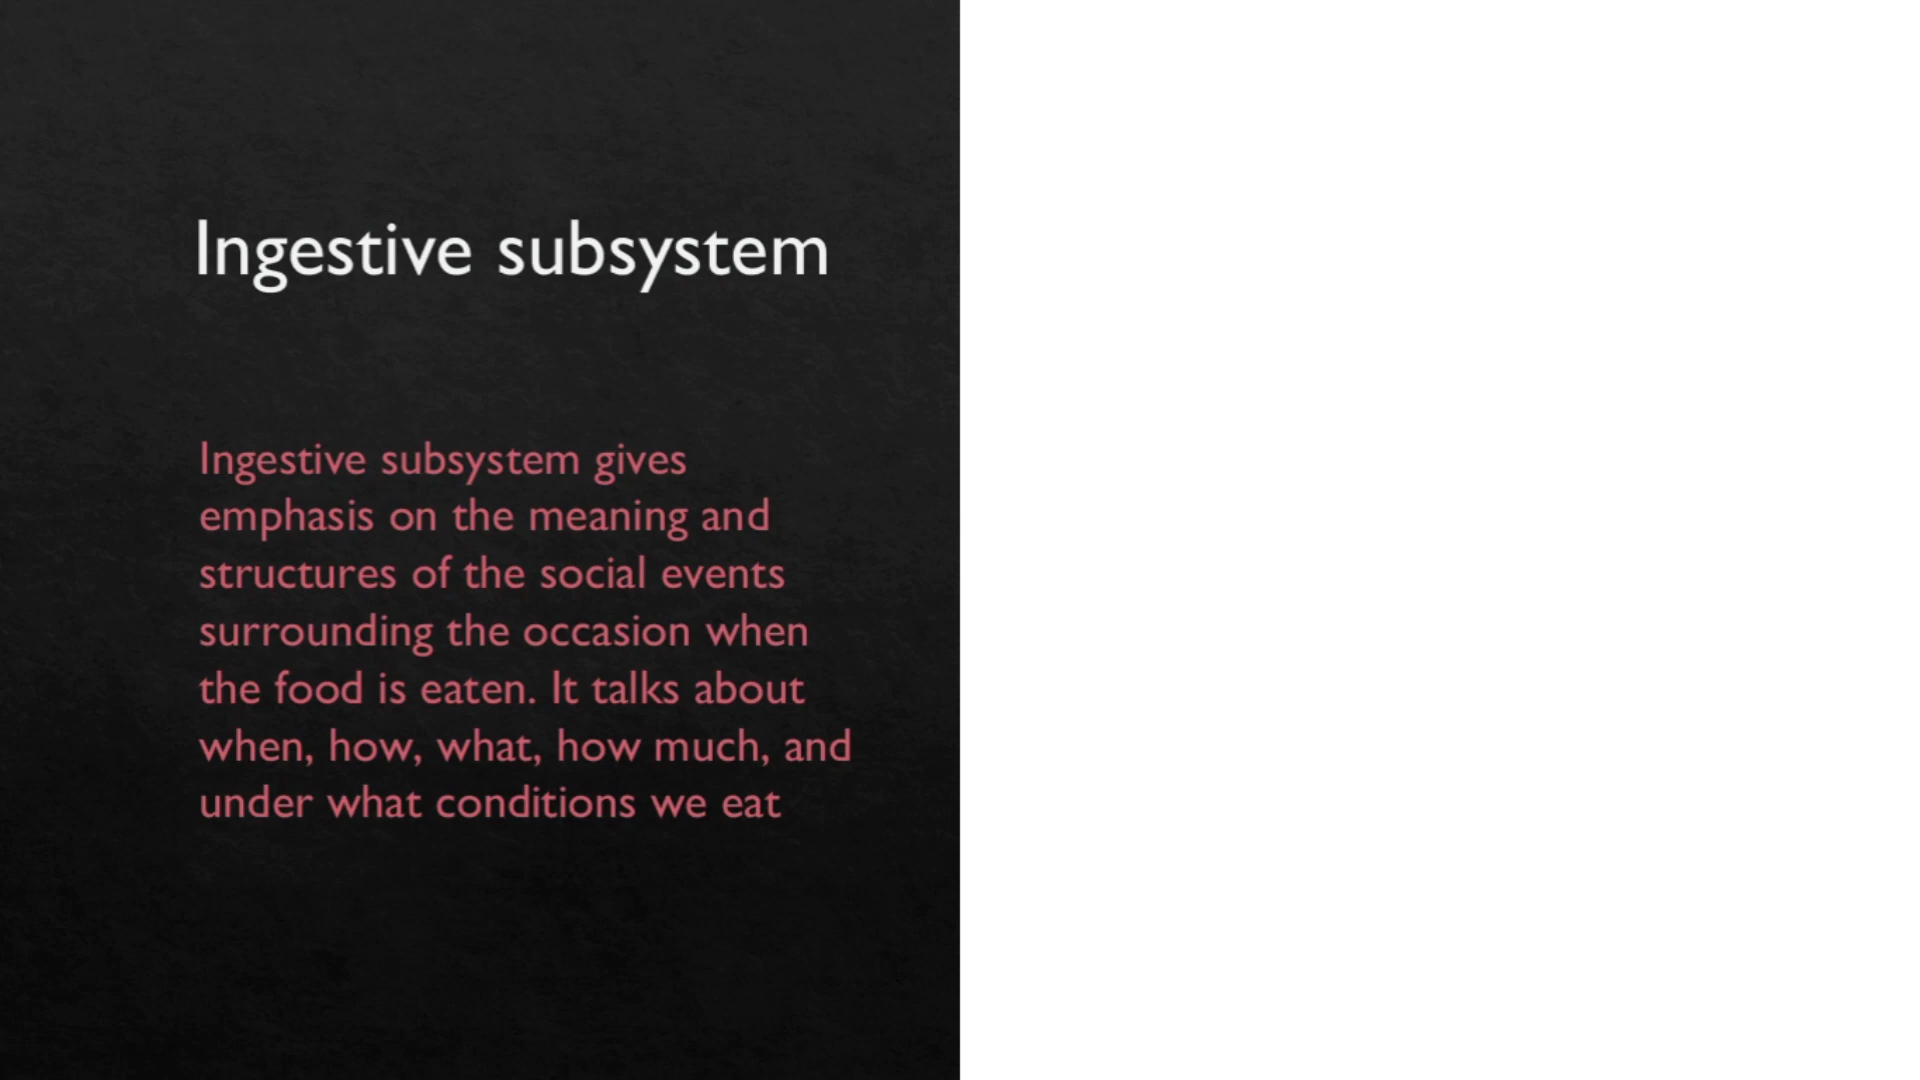 Ingestive subsystem
Ingestive subsystem gives
emphasis on the meaning and
structures of the social events
surrounding the occasion when
the food is eaten. It talks about
when, how, what, how much, and
under what conditions we eat